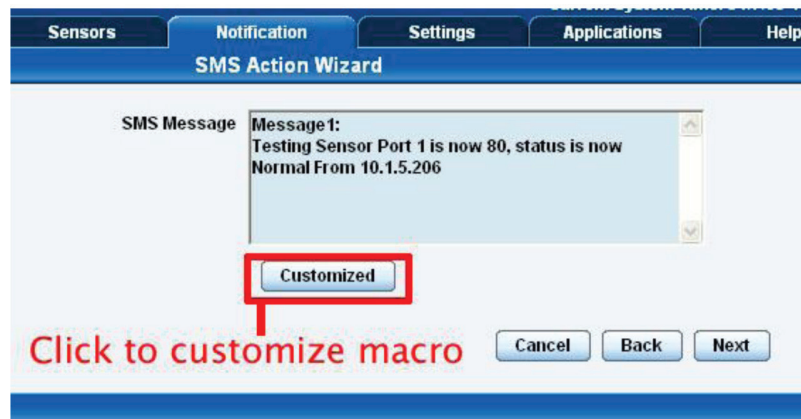 Sensors Notification Settings Applications Help
SMS Action Wizard
SMS Message
Message1:
Testing Sensor Port 1 is now 80, status is now
Normal From 10.1.5.206
Customized
Click to customize macro
Cancel Back Next